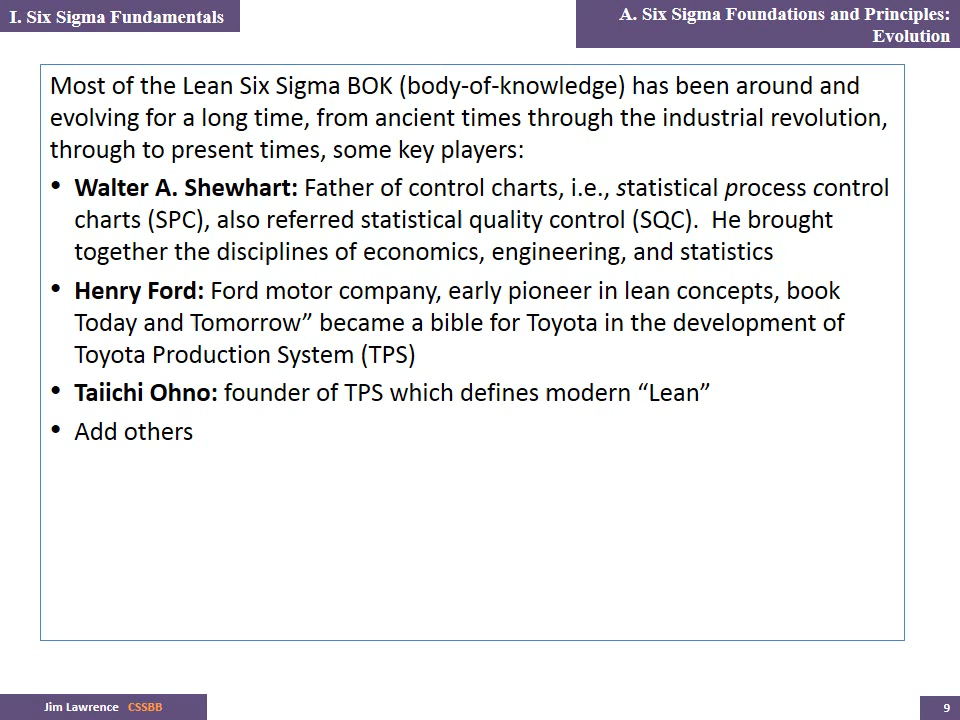 I. Six Sigma Fundamentals
A. Six Sigma Foundations and Principles:
Evolution
Most of the Lean Six Sigma BOK (body-of-knowledge) has been around and
evolving for a long time, from ancient times through the industrial revolution,
through to present times, some key players:
• Walter A. Shewhart: Father of control charts, i.e., statistical process control
charts (SPC), also referred statistical quality control (SQC).  He brought
together the disciplines of economics, engineering, and statistics
• Henry Ford: Ford motor company, early pioneer in lean concepts, book
Today and Tomorrow” became a bible for Toyota in the development of
Toyota Production System (TPS)
• Taiichi Ohno: founder of TPS which defines modern “Lean”
• Add others
Jim Lawrence CSSBB
9